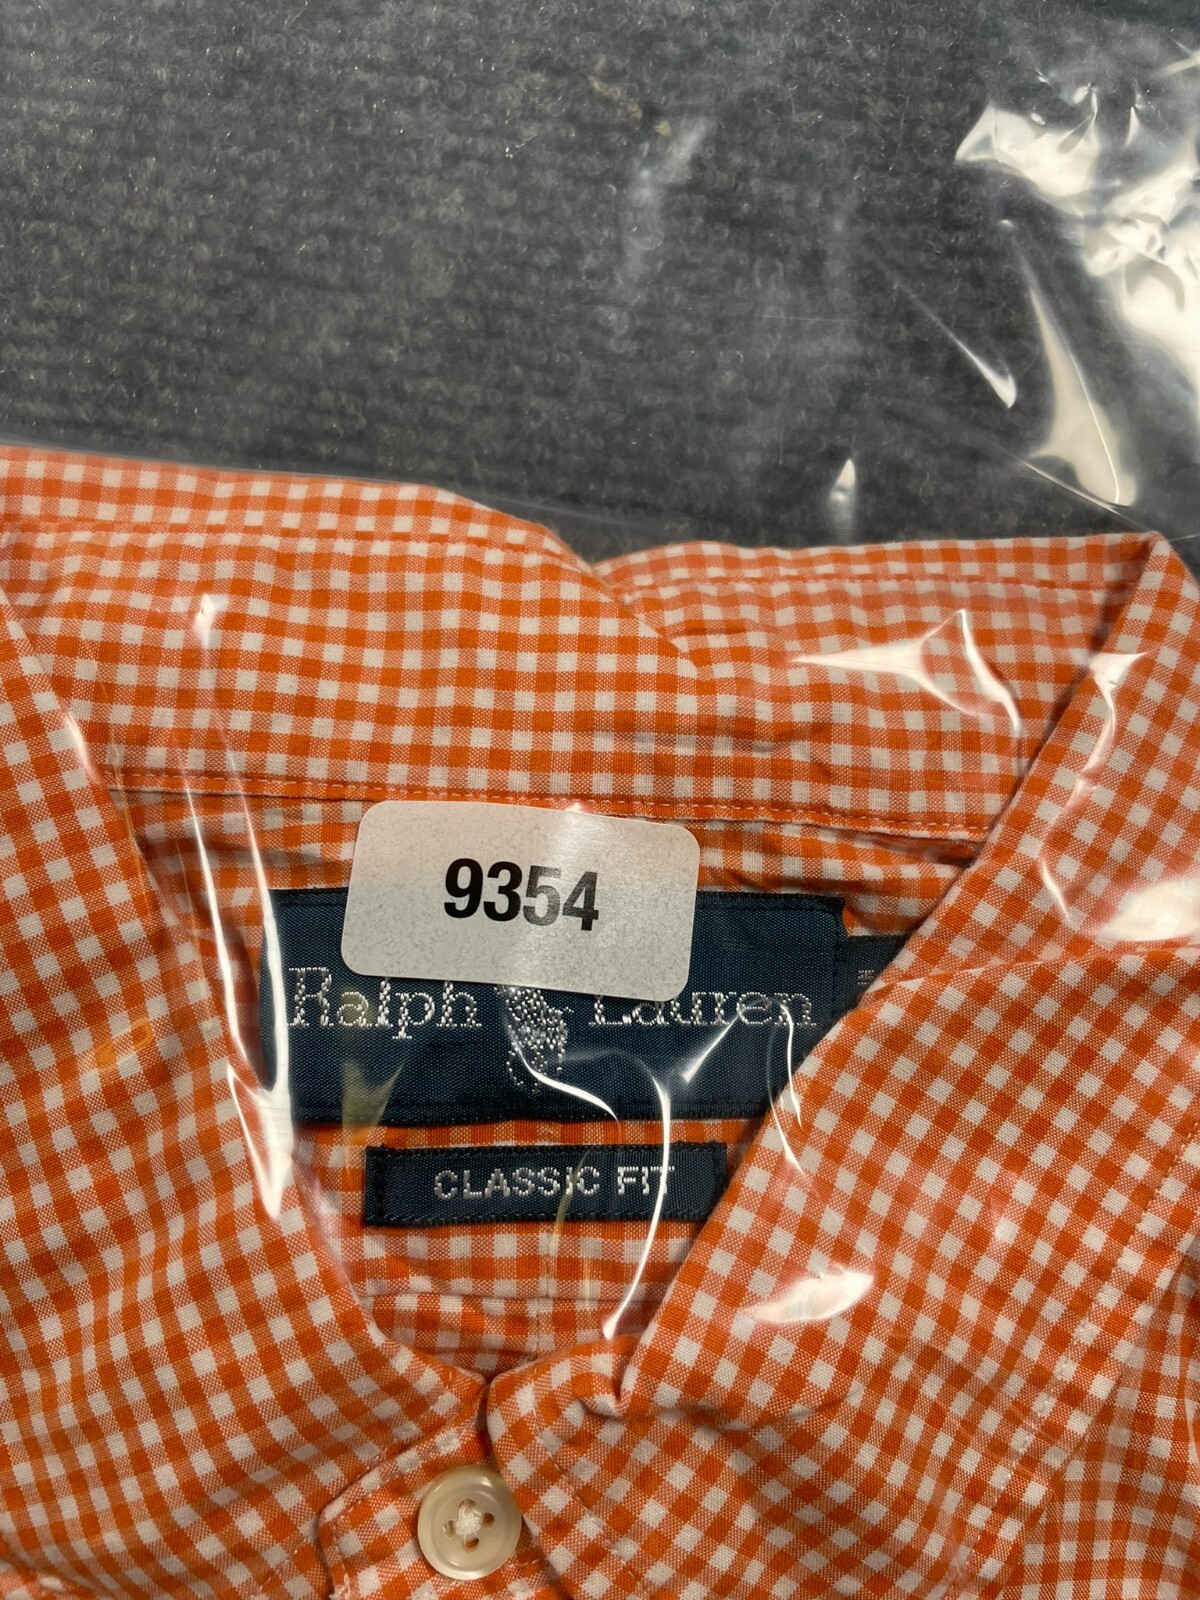 9354
Ralph Lauren
CLASSIC FIT